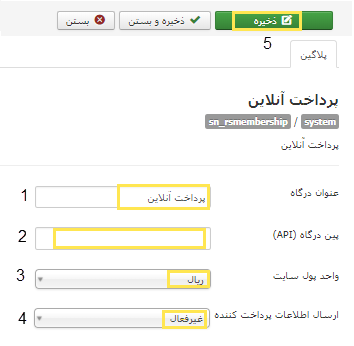 ذخیره ذخیره و بستن بستن
5
پلاگین
پرداخت آنلاین
sn_rsmembership / system
پرداخت آنلاین
عنوان درگاه پرداخت آنلاین 1
پین درگاه (API) 2
واحد پول سایت ریال 3
ارسال اطلاعات پرداخت کننده غیرفعال 4